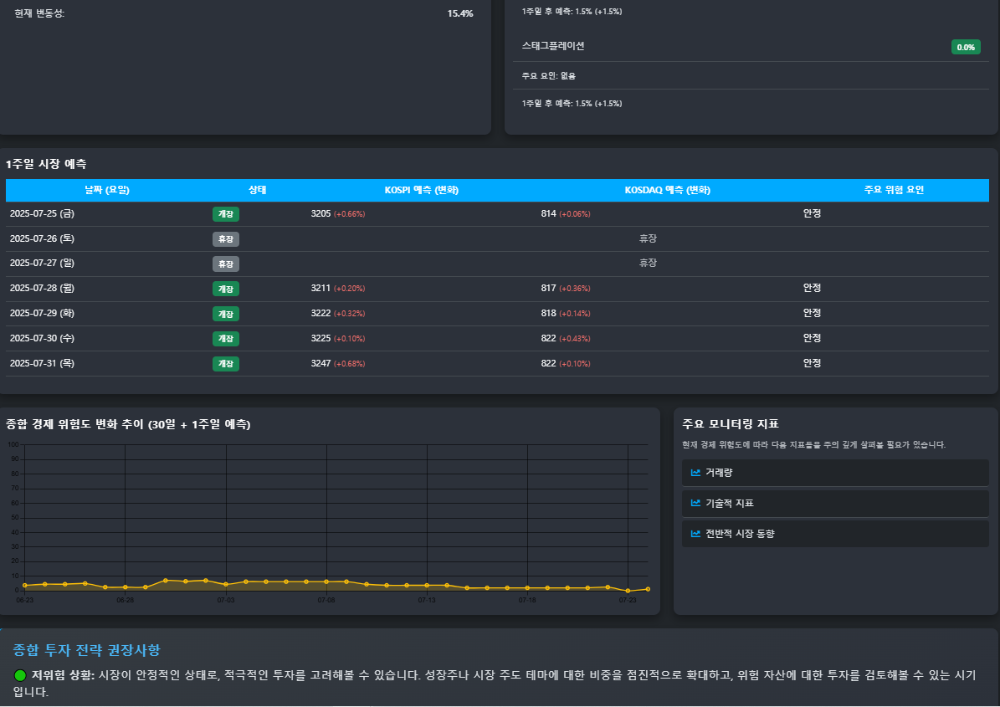 현재 변동성: 15.4%
1주일 후 예측: 1.5% (+1.5%)
스태그플레이션 0.0%
주요 요인: 없음
1주일 후 예측: 1.5% (+1.5%)
1주일 시장 예측
날짜 (요일) 상태 KOSPI 예측 (변화) KOSDAQ 예측 (변화) 주요 위험 요인
2025-07-25 (금) 개장 3205 (+0.66%) 814 (+0.06%) 안정
2025-07-26 (토) 휴장 휴장
2025-07-27 (일) 휴장 휴장
2025-07-28 (월) 개장 3211 (+0.20%) 817 (+0.36%) 안정
2025-07-29 (화) 개장 3222 (+0.32%) 818 (+0.14%) 안정
2025-07-30 (수) 개장 3225 (+0.10%) 822 (+0.43%) 안정
2025-07-31 (목) 개장 3247 (+0.68%) 822 (+0.10%) 안정
종합 경제 위험도 변화 추이 (30일 + 1주일 예측)
100
90
80
70
60
50
40
30
20
10
0
06-23 06-28 07-03 07-08 07-13 07-18 07-23
주요 모니터링 지표
현재 경제 위험도에 따라 다음 지표들을 주의 깊게 살펴볼 필요가 있습니다.
거래량
기술적 지표
전반적 시장 동향
종합 투자 전략 권장사항
저위험 상황: 시장이 안정적인 상태로, 적극적인 투자를 고려해볼 수 있습니다. 성장주나 시장 주도 테마에 대한 비중을 점진적으로 확대하고, 위험 자산에 대한 투자를 검토해볼 수 있는 시기
입니다.